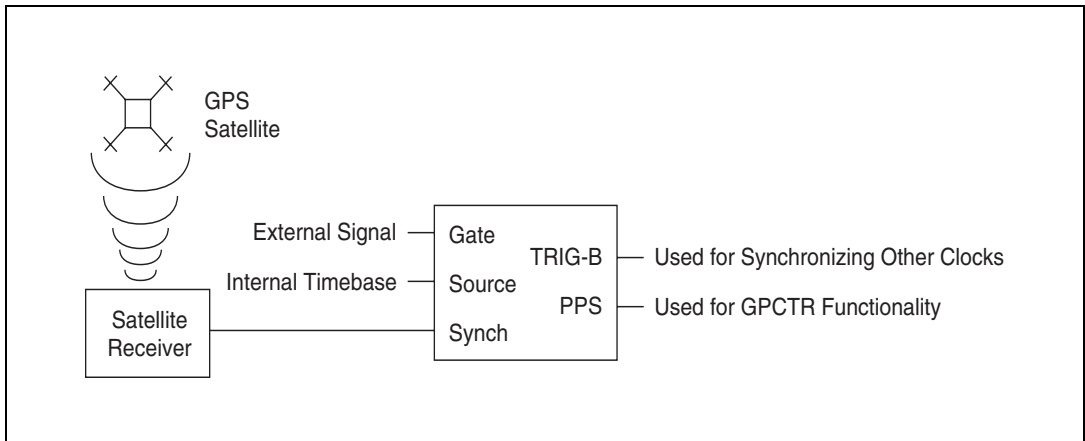 GPS
Satellite
External Signal
Internal Timebase
Satellite
Receiver
Gate
Source
Synch
TRIG-B
PPS
Used for Synchronizing Other Clocks
Used for GPCTR Functionality